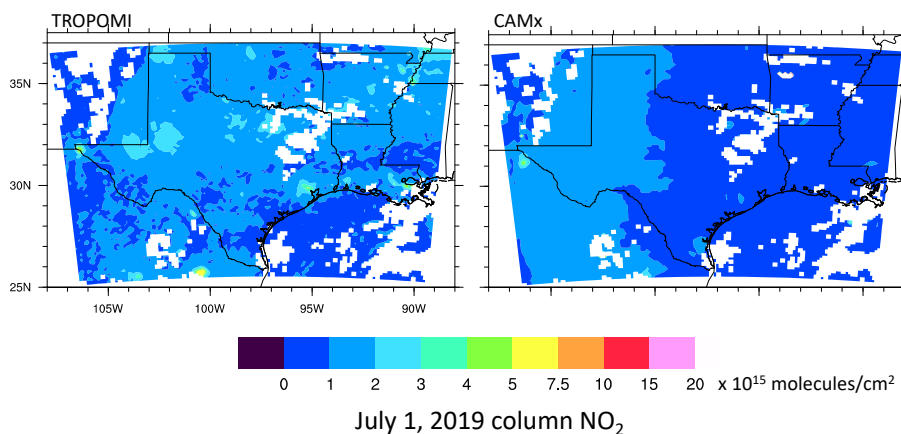 TROPOMI
CAMx
35N
30N
25N
105W 100W 95W 90W
0 1 2 3 4 5 7.5 10 15 20 x 10¹⁵ molecules/cm²
July 1, 2019 column NO₂